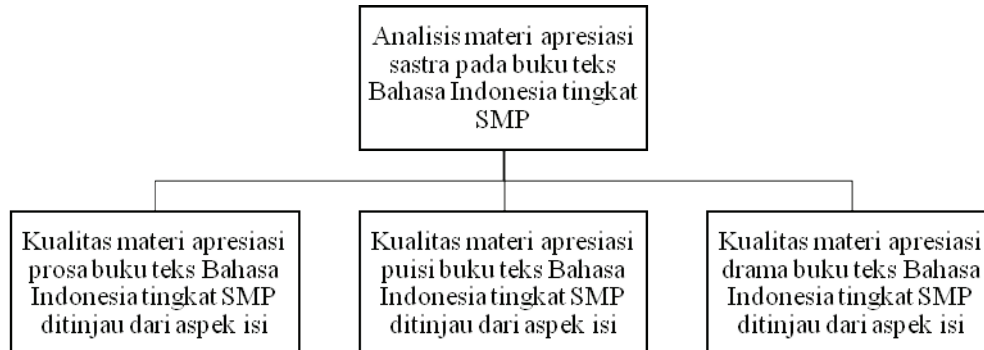 Analisis materi apresiasi
sastra pada buku teks
Bahasa Indonesia tingkat
SMP
Kualitas materi apresiasi
prosa buku teks Bahasa
Indonesia tingkat SMP
ditinjau dari aspek isi
Kualitas materi apresiasi
puisi buku teks Bahasa
Indonesia tingkat SMP
ditinjau dari aspek isi
Kualitas materi apresiasi
drama buku teks Bahasa
Indonesia tingkat SMP
ditinjau dari aspek isi